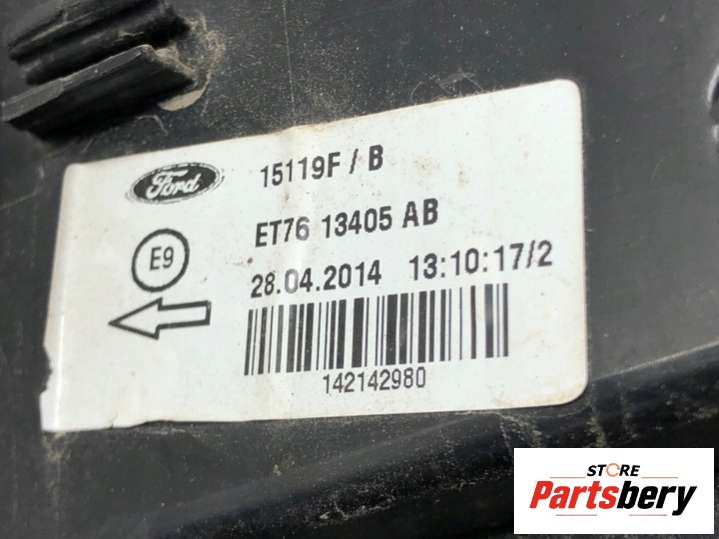 Ford
15119F / B
ET76 13405 AB
E9
28.04.2014 13:10:17/2
142142980
STORE
Partsbery